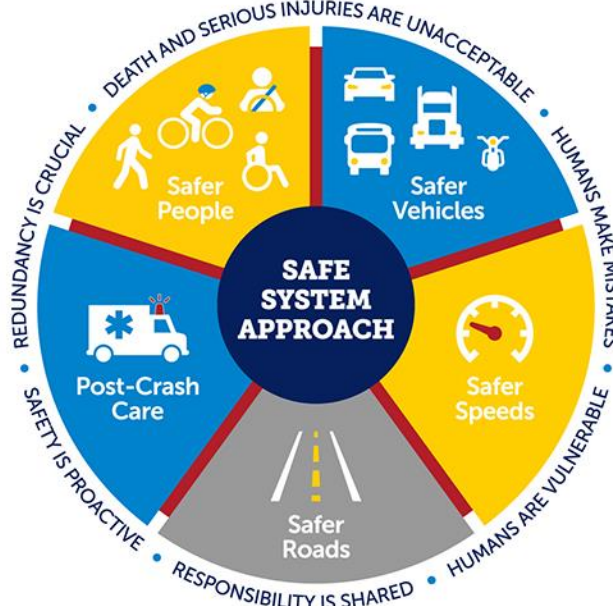 DEATH AND SERIOUS INJURIES ARE UNACCEPTABLE
HUMANS MAKE MISTAKES
HUMANS ARE VULNERABLE
RESPONSIBILITY IS SHARED
SAFETY IS PROACTIVE
REDUNDANCY IS CRUCIAL
Safer
People
Safer
Vehicles
SAFE
SYSTEM
APPROACH
Post-Crash
Care
Safer
Speeds
Safer
Roads